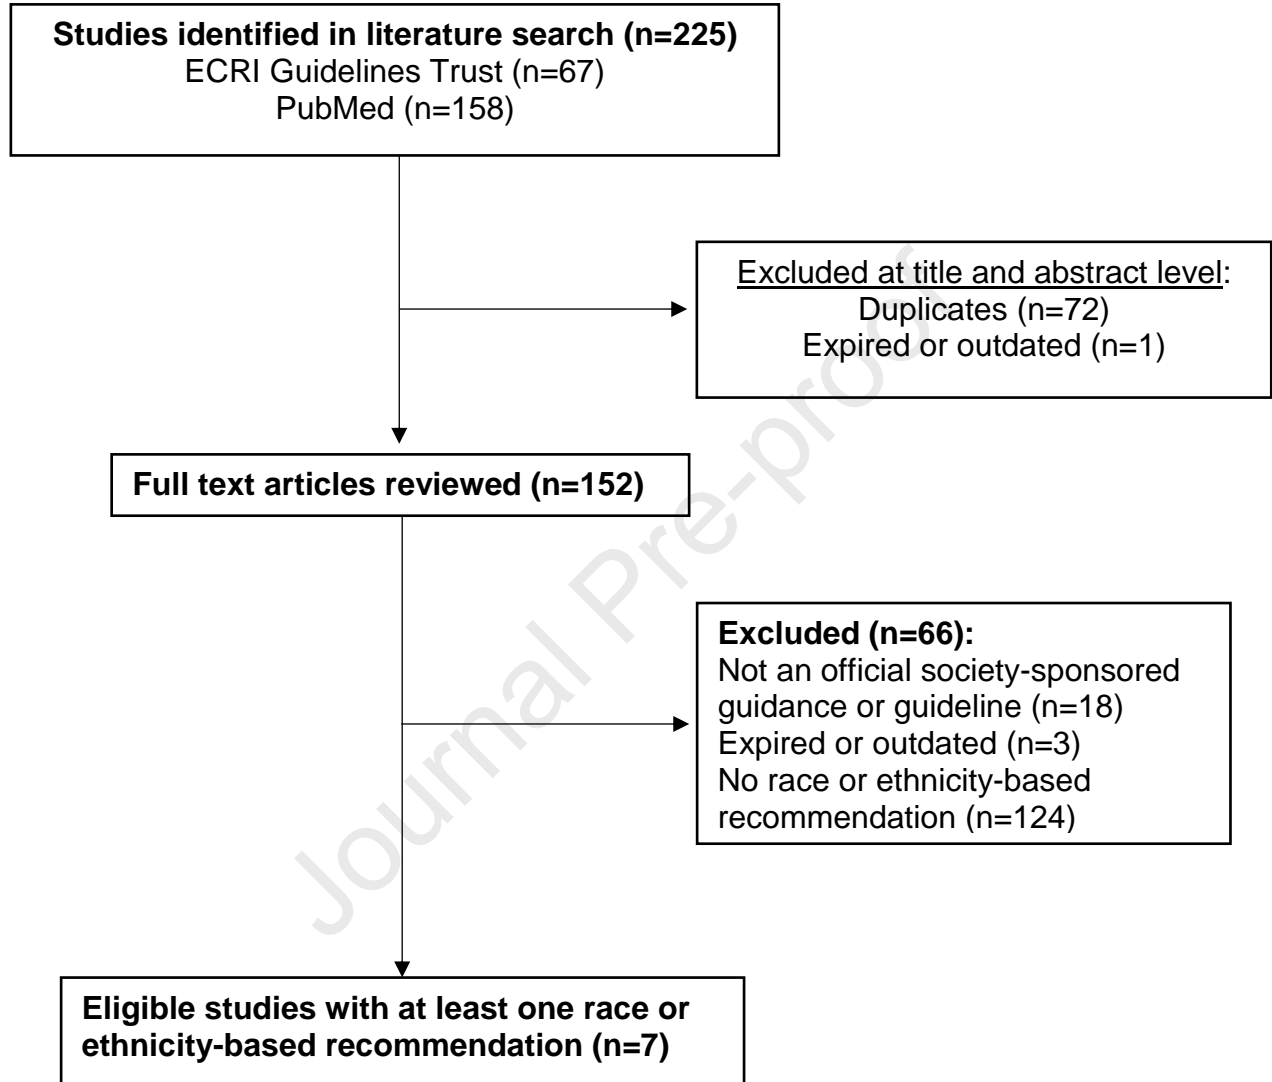 Studies identified in literature search (n=225)
ECRI Guidelines Trust (n=67)
PubMed (n=158)
Excluded at title and abstract level:
Duplicates (n=72)
Expired or outdated (n=1)
Full text articles reviewed (n=152)
Excluded (n=66):
Not an official society-sponsored
guidance or guideline (n=18)
Expired or outdated (n=3)
No race or ethnicity-based
recommendation (n=124)
Eligible studies with at least one race or
ethnicity-based recommendation (n=7)
Journal Pre-proof